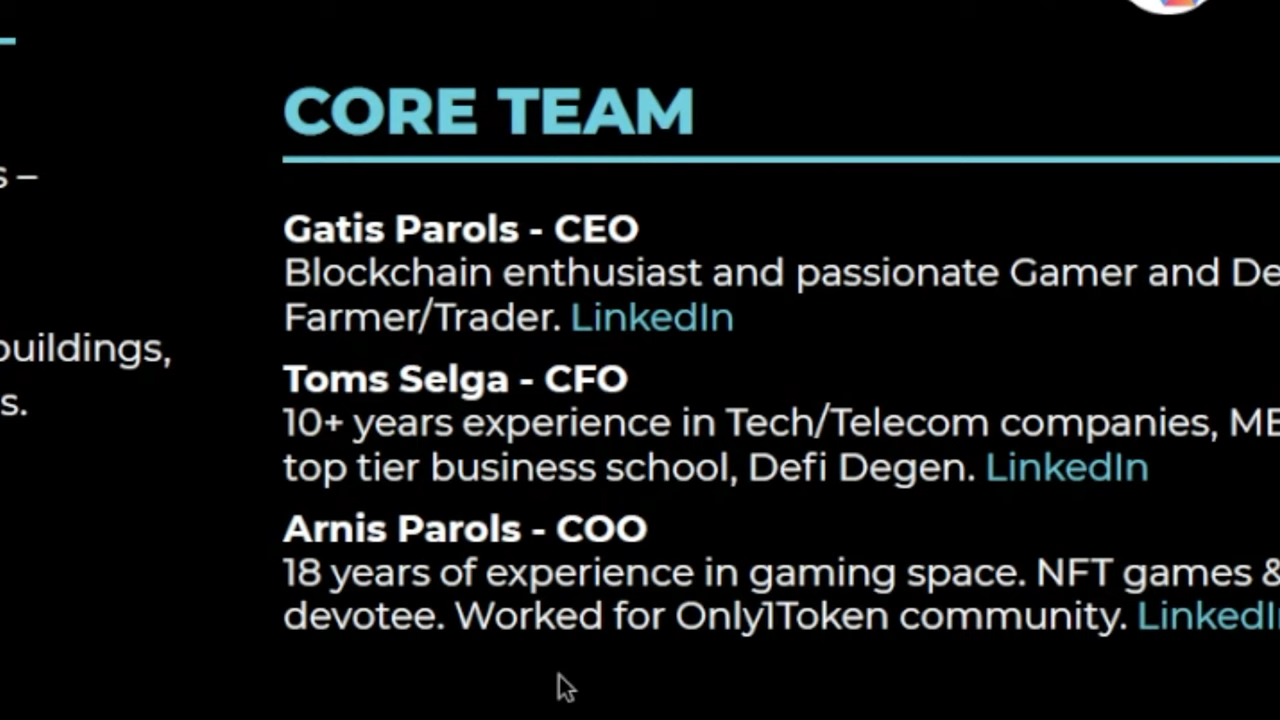 CORE TEAM
s –
Gatis Parols - CEO
Blockchain enthusiast and passionate Gamer and De
Farmer/Trader. LinkedIn
buildings,
Toms Selga - CFO
s.
10+ years experience in Tech/Telecom companies,
top tier business school, Defi Degen. LinkedIn
Arnis Parols - COO
18 years of experience in gaming space. NFT games &
devotee. Worked for Only1Token community. LinkedIn